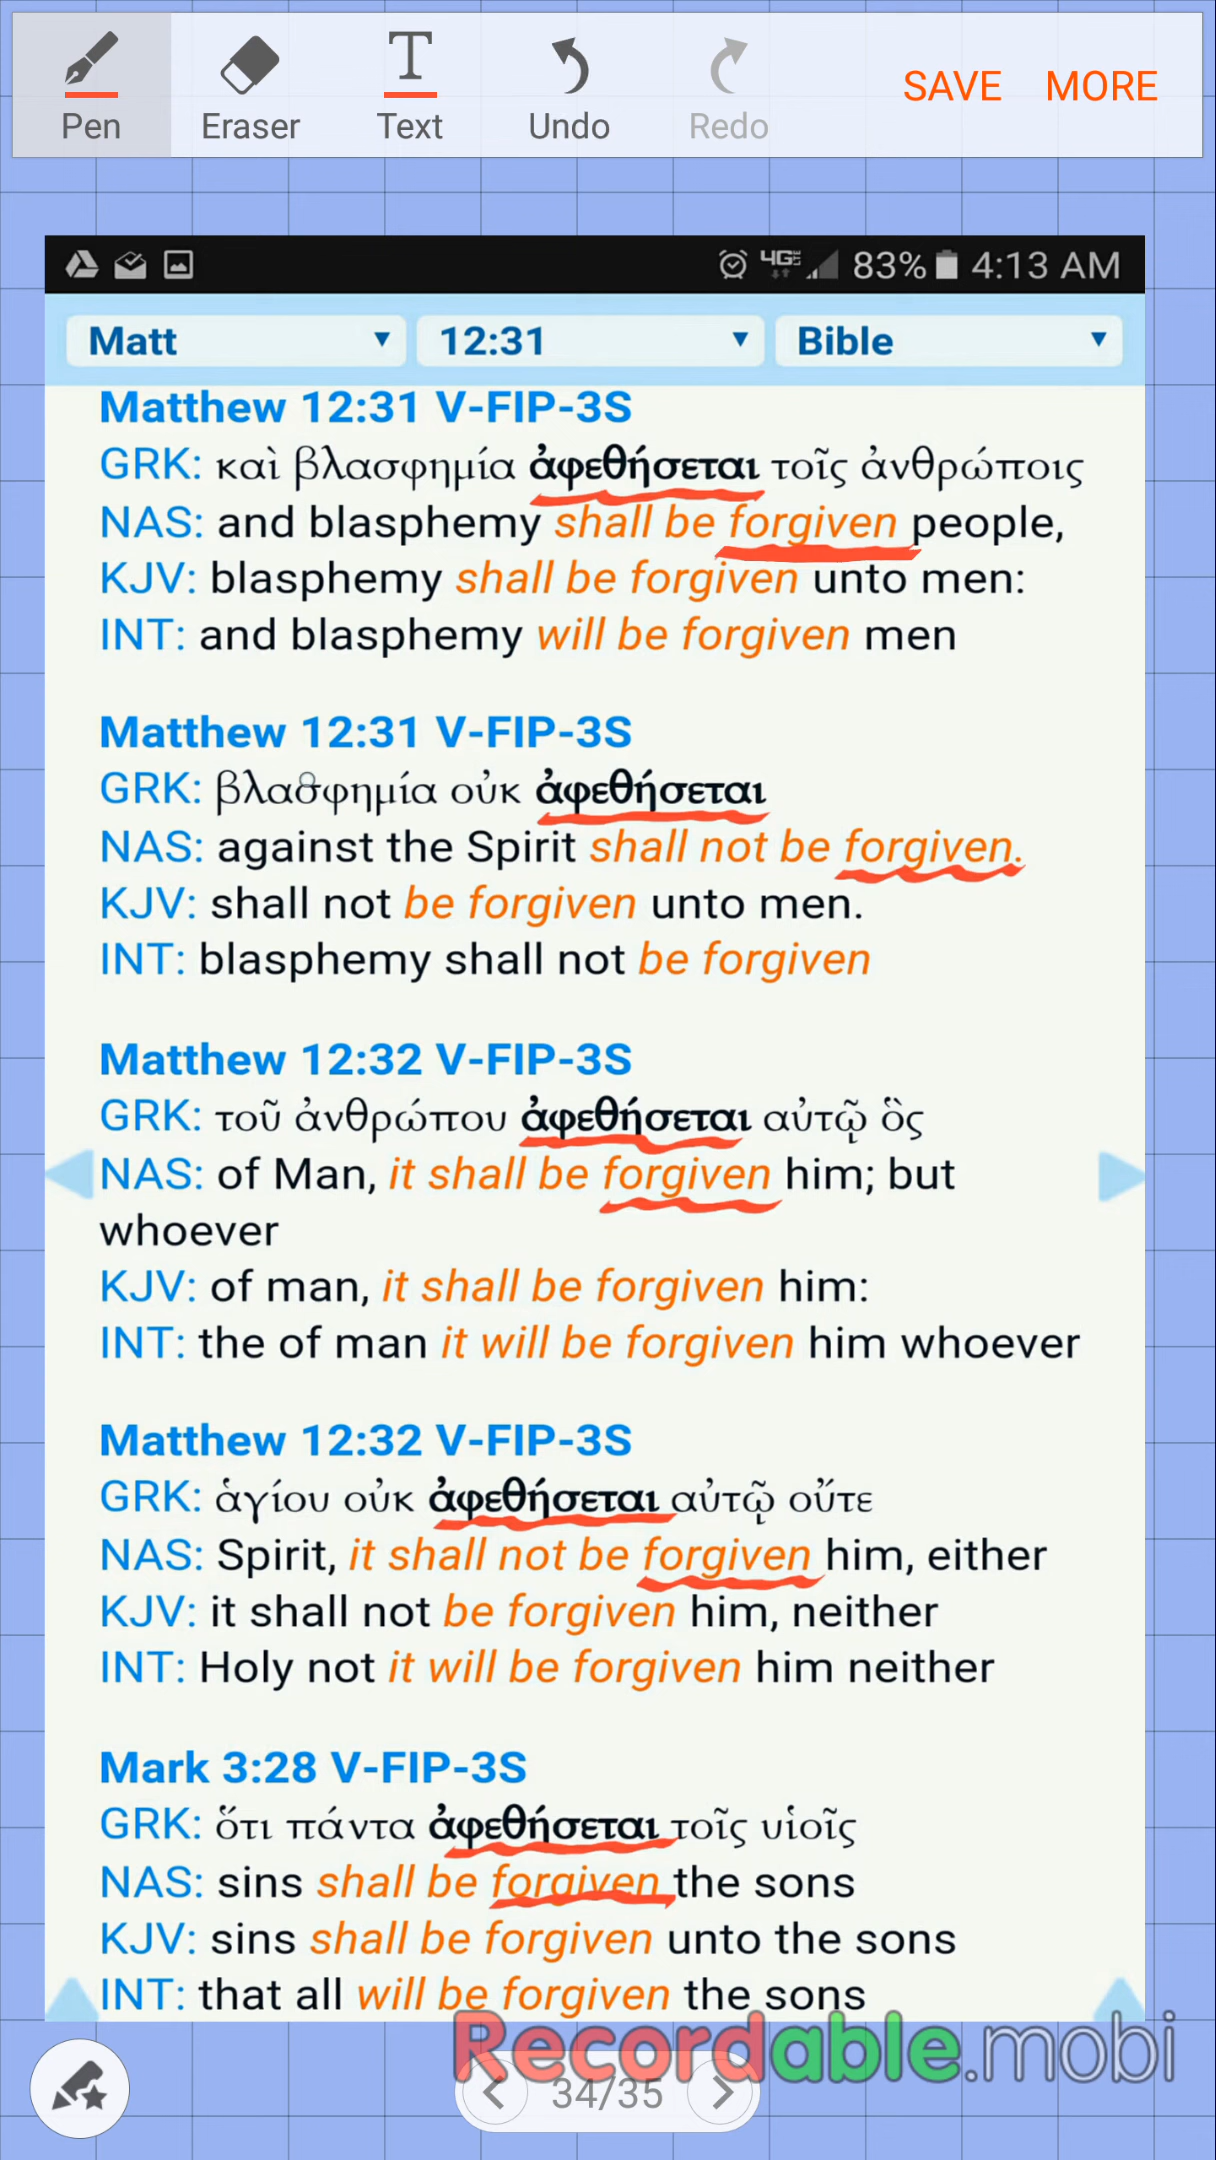 Pen Eraser Text Undo Redo SAVE MORE
83% 4:13 AM
Matt 12:31 Bible
Matthew 12:31 V-FIP-3S
GRK: καὶ βλασφημία ἀφεθήσεται τοῖς ἀνθρώποις
NAS: and blasphemy shall be forgiven people,
KJV: blasphemy shall be forgiven unto men:
INT: and blasphemy will be forgiven men
Matthew 12:31 V-FIP-3S
GRK: βλασφημία οὐκ ἀφεθήσεται
NAS: against the Spirit shall not be forgiven.
KJV: shall not be forgiven unto men.
INT: blasphemy shall not be forgiven
Matthew 12:32 V-FIP-3S
GRK: τοῦ ἀνθρώπου ἀφεθήσεται αὐτῷ ὃς
NAS: of Man, it shall be forgiven him; but
whoever
KJV: of man, it shall be forgiven him:
INT: the of man it will be forgiven him whoever
Matthew 12:32 V-FIP-3S
GRK: ἁγίου οὐκ ἀφεθήσεται αὐτῷ οὔτε
NAS: Spirit, it shall not be forgiven him, either
KJV: it shall not be forgiven him, neither
INT: Holy not it will be forgiven him neither
Mark 3:28 V-FIP-3S
GRK: ὅτι πάντα ἀφεθήσεται τοῖς υἱοῖς
NAS: sins shall be forgiven the sons
KJV: sins shall be forgiven unto the sons
INT: that all will be forgiven the sons
Recordable.mobi
34/35